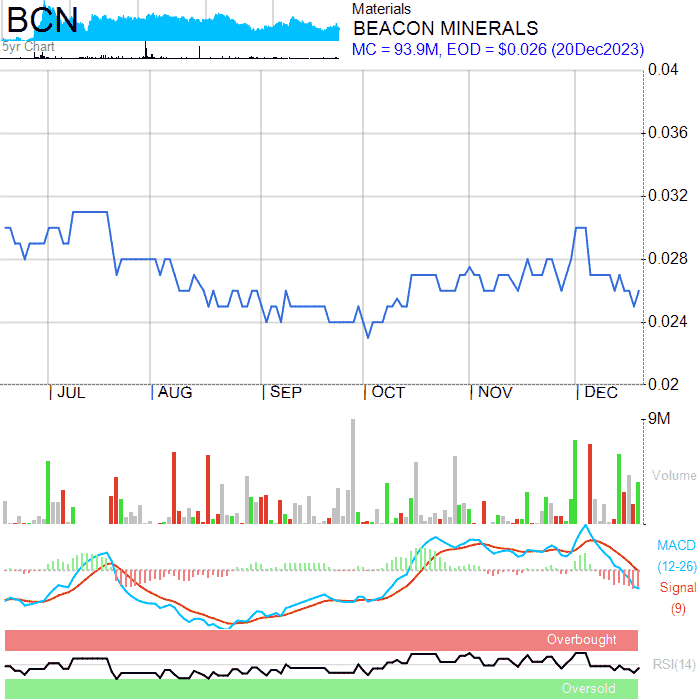 BCN
5yr Chart
Materials
BEACON MINERALS
MC = 93.9M, EOD = $0.026 (20Dec2023)
0.04
0.036
0.032
0.028
0.024
0.02
JUL AUG SEP OCT NOV DEC
9M
Volume
MACD
(12-26)
Signal
(9)
Overbought
RSI(14)
Oversold